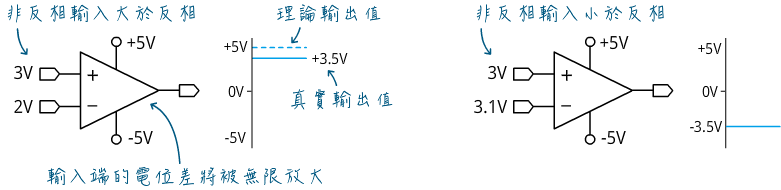 非反相輸入大於反相
理論輸出值
非反相輸入小於反相
+5V
3V
+
2V
−
-5V
+5V
+3.5V
0V
真實輸出值
-5V
+5V
3V
+
3.1V
−
-5V
+5V
0V
-3.5V
輸入端的電位差將被無限放大